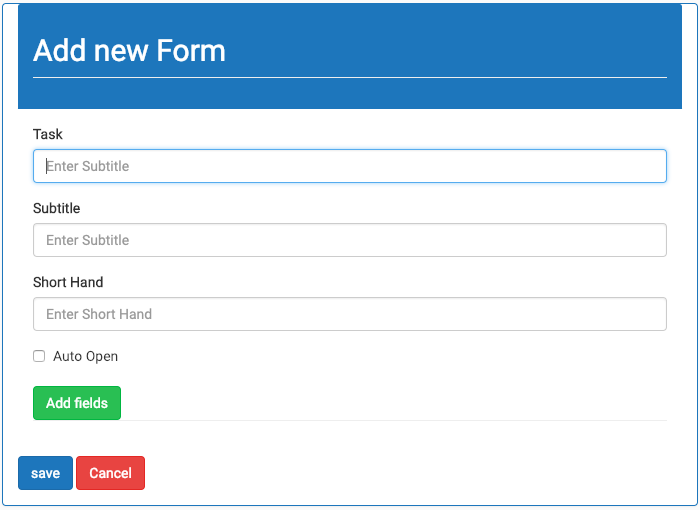 Add new Form
Task
Enter Subtitle
Subtitle
Enter Subtitle
Short Hand
Enter Short Hand
Auto Open
Add fields
save Cancel